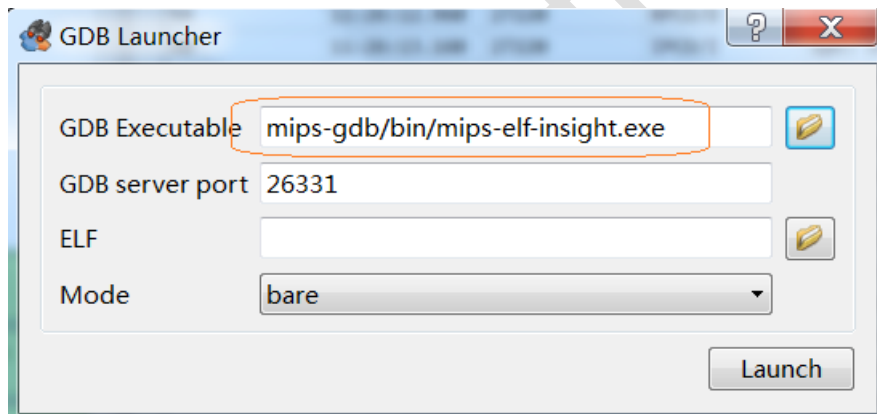 GDB Launcher
GDB Executable mips-gdb/bin/mips-elf-insight.exe
GDB server port 26331
ELF
Mode bare
Launch